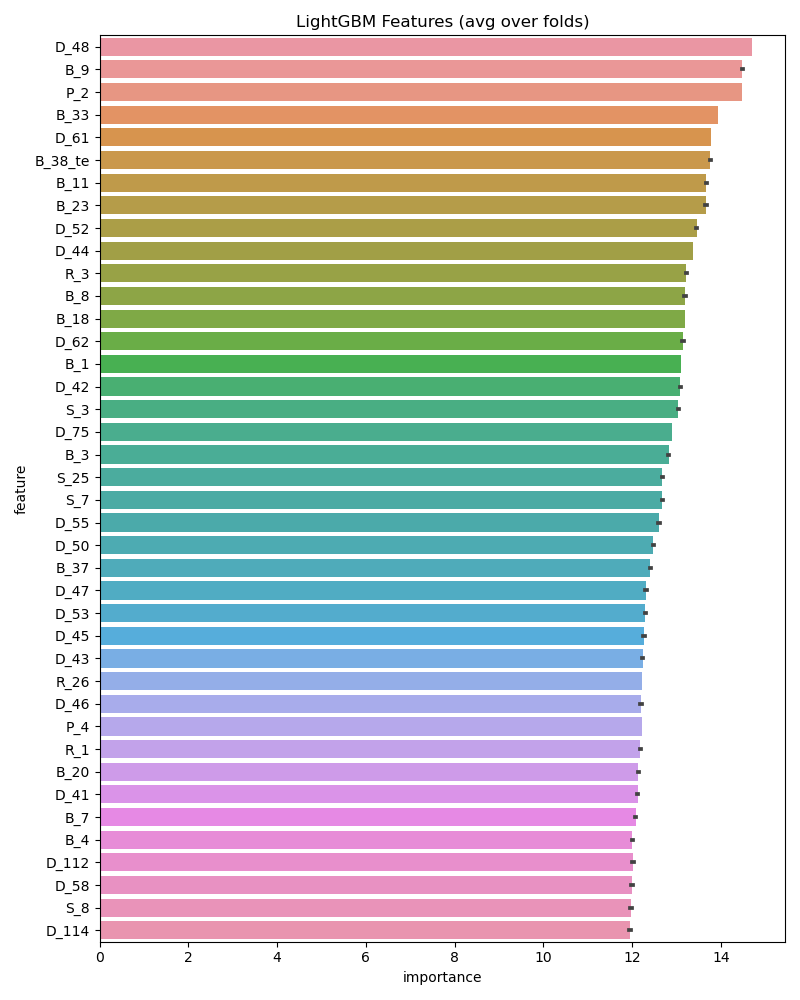 LightGBM Features (avg over folds)
D_48
B_9
P_2
B_33
D_61
B_38_te
B_11
B_23
D_52
D_44
R_3
B_8
B_18
D_62
B_1
D_42
S_3
D_75
B_3
S_25
S_7
D_55
D_50
B_37
D_47
D_53
D_45
D_43
R_26
D_46
P_4
R_1
B_20
D_41
B_7
B_4
D_112
D_58
S_8
D_114
feature
0 2 4 6 8 10 12 14
importance